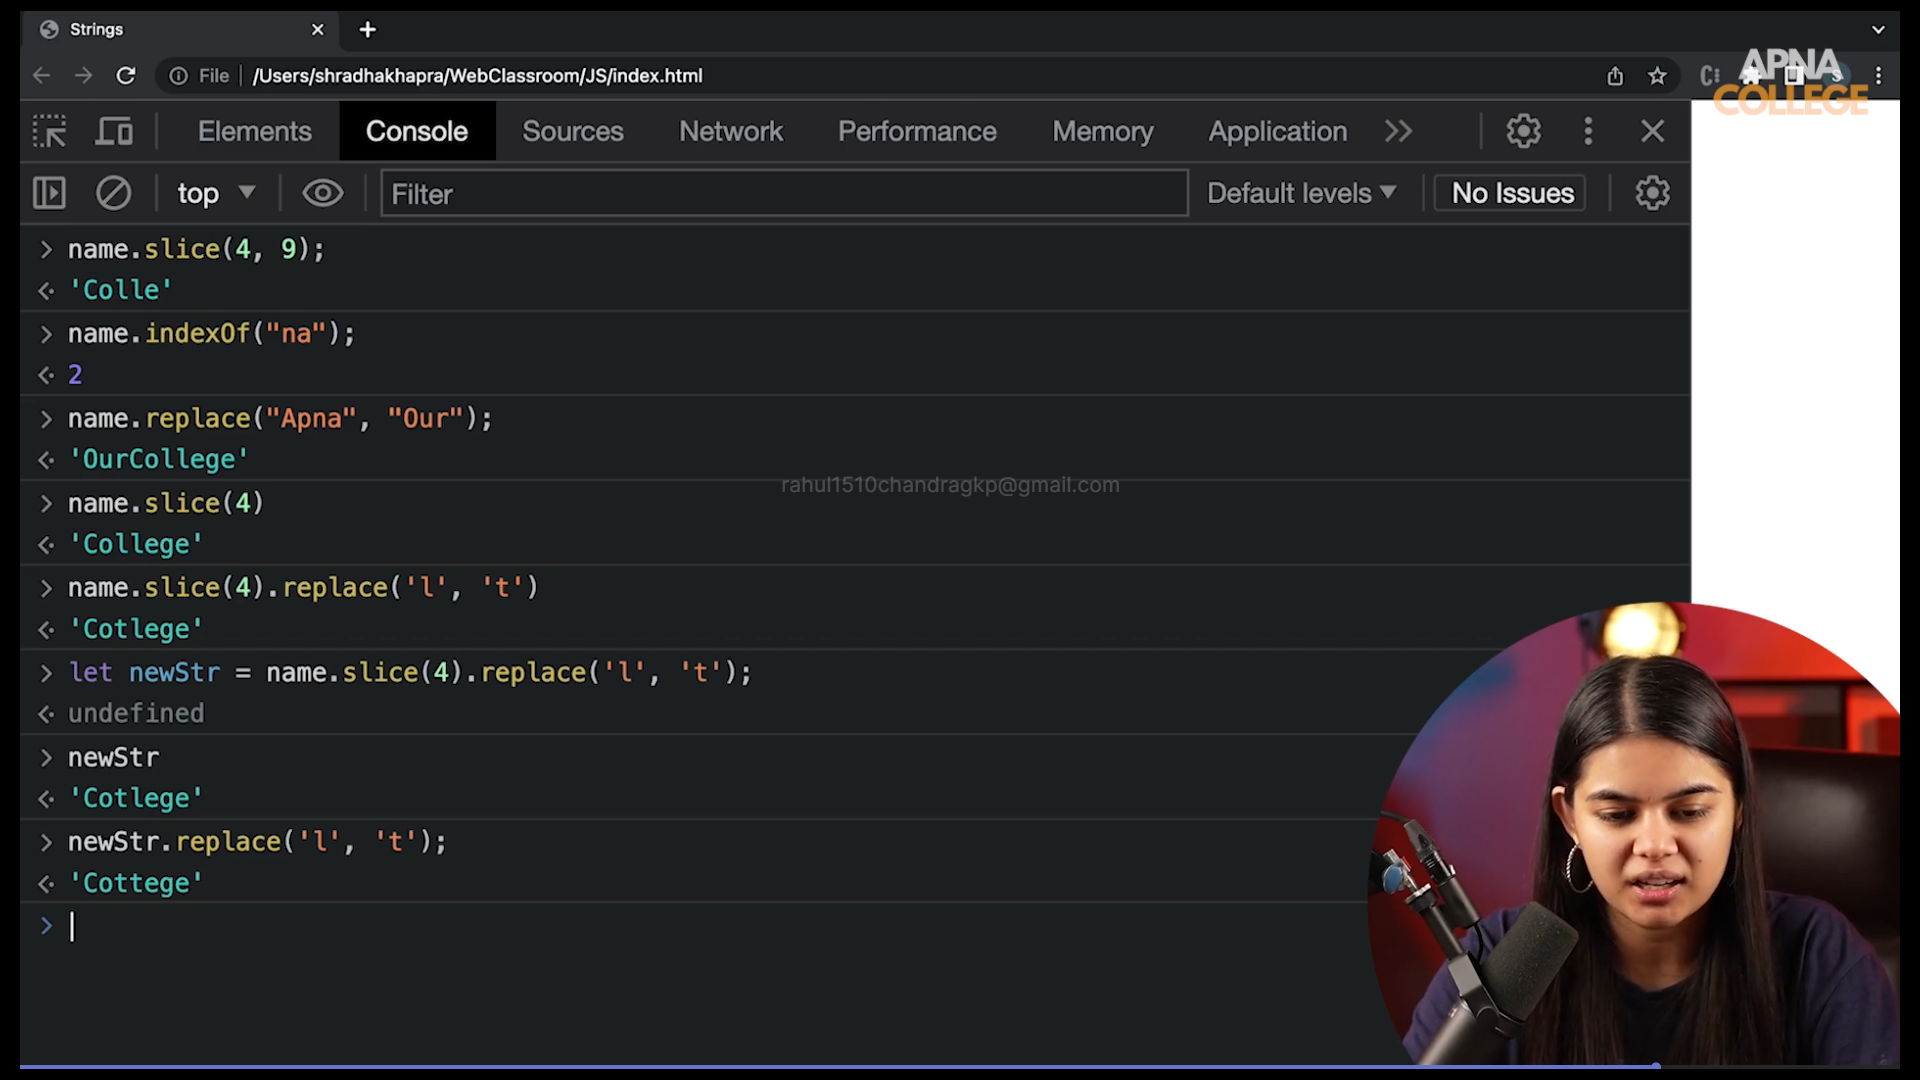 Strings
File
/Users/shradhakhapra/WebClassroom/JS/index.html
APNA
COLLEGE
Elements
Console
Sources
Network
Performance
Memory
Application
top
Filter
Default levels
No Issues
name.slice(4, 9);
'Colle'
name.indexOf("na");
2
name.replace("Apna", "Our");
'OurCollege'
rahul1510chandragkp@gmail.com
name.slice(4)
'College'
name.slice(4).replace('l', 't')
'Cotlege'
let newStr = name.slice(4).replace('l', 't');
undefined
newStr
'Cotlege'
newStr.replace('l', 't');
'Cottege'